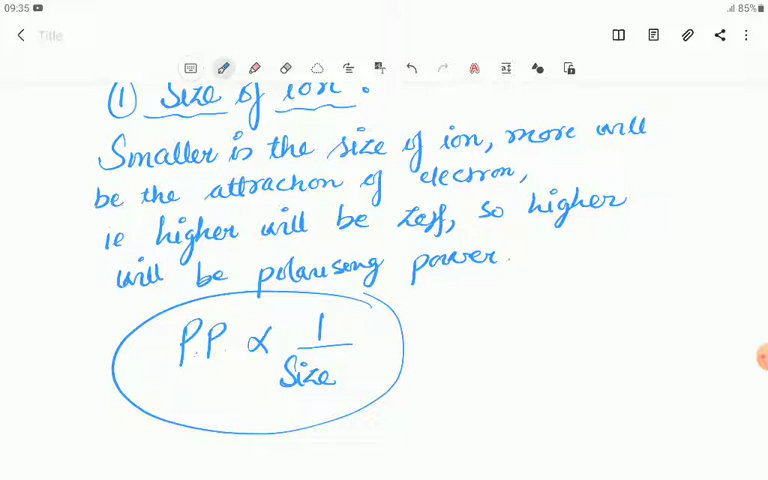 09:35
85%
Title
(1) Size of ion.
Smaller is the size of ion, more will
be the attraction of electron,
ie higher will be Zeff, so higher
will be polarising power.
P.P. ∝ 1/Size